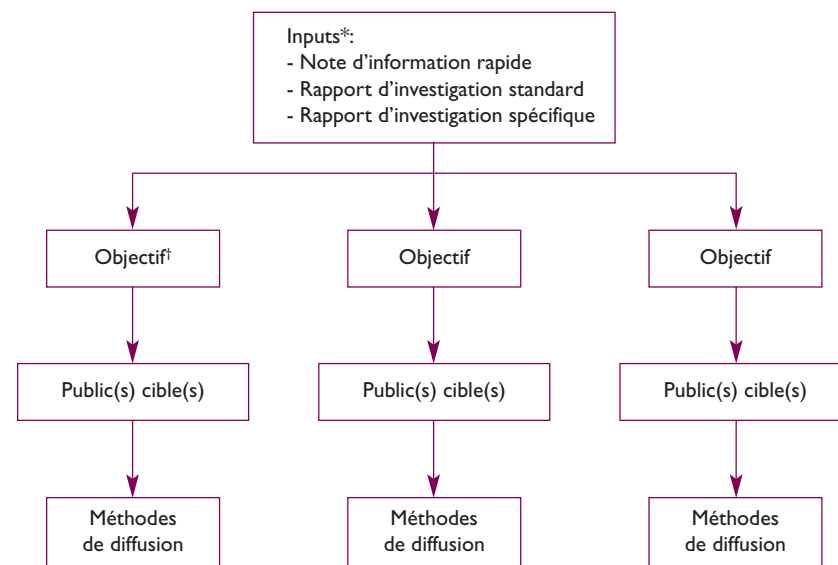 Inputs*:
- Note d'information rapide
- Rapport d'investigation standard
- Rapport d'investigation spécifique
Objectif†
Objectif
Objectif
Public(s) cible(s)
Public(s) cible(s)
Public(s) cible(s)
Méthodes
de diffusion
Méthodes
de diffusion
Méthodes
de diffusion